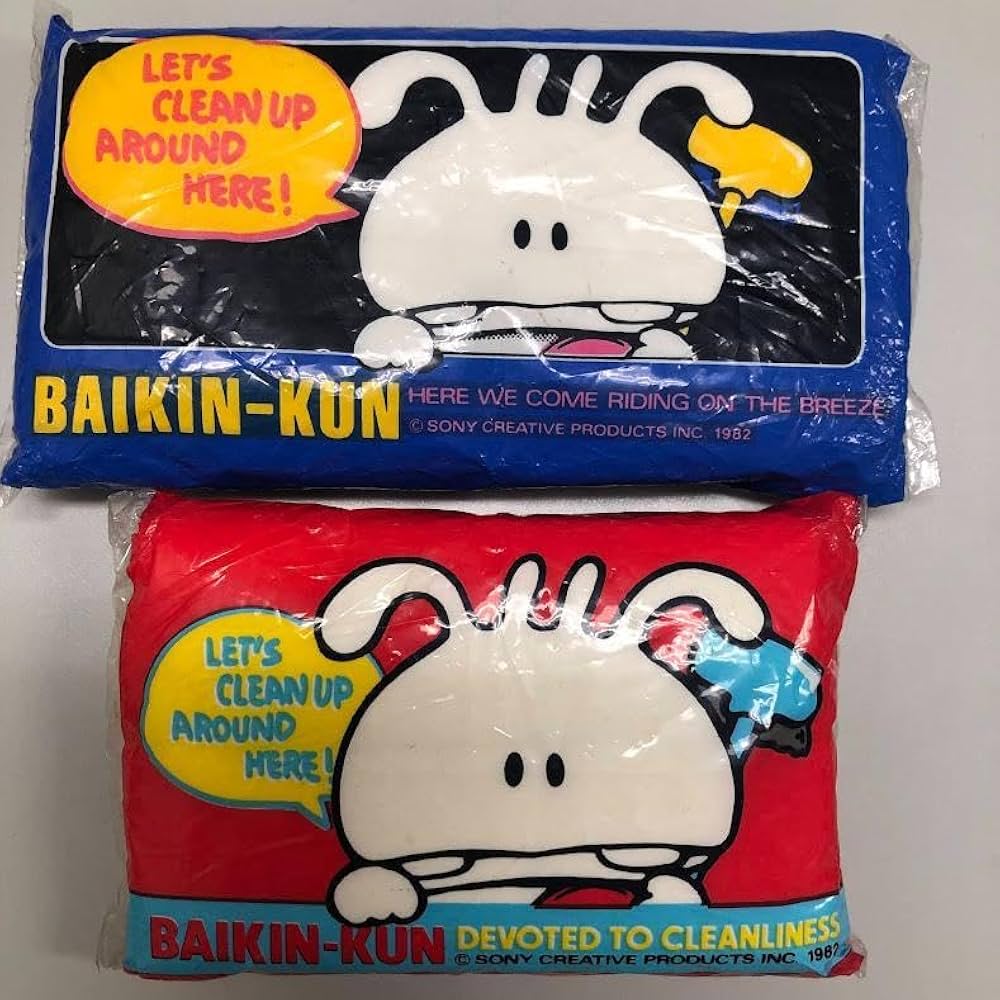 LET'S
CLEAN UP
AROUND
HERE!
BAIKIN-KUN
HERE WE COME RIDING ON THE BREEZE
© SONY CREATIVE PRODUCTS INC. 1982
LET'S
CLEAN UP
AROUND
HERE!
BAIKIN-KUN
DEVOTED TO CLEANLINESS
© SONY CREATIVE PRODUCTS INC. 1982